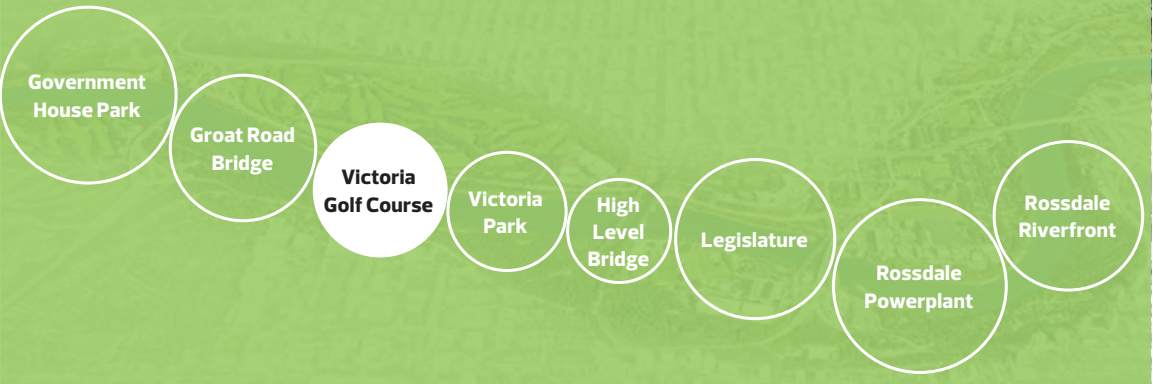 Government
House Park
Groat Road
Bridge
Victoria
Golf Course
Victoria
Park
High
Level
Bridge
Legislature
Rossdale
Powerplant
Rossdale
Riverfront